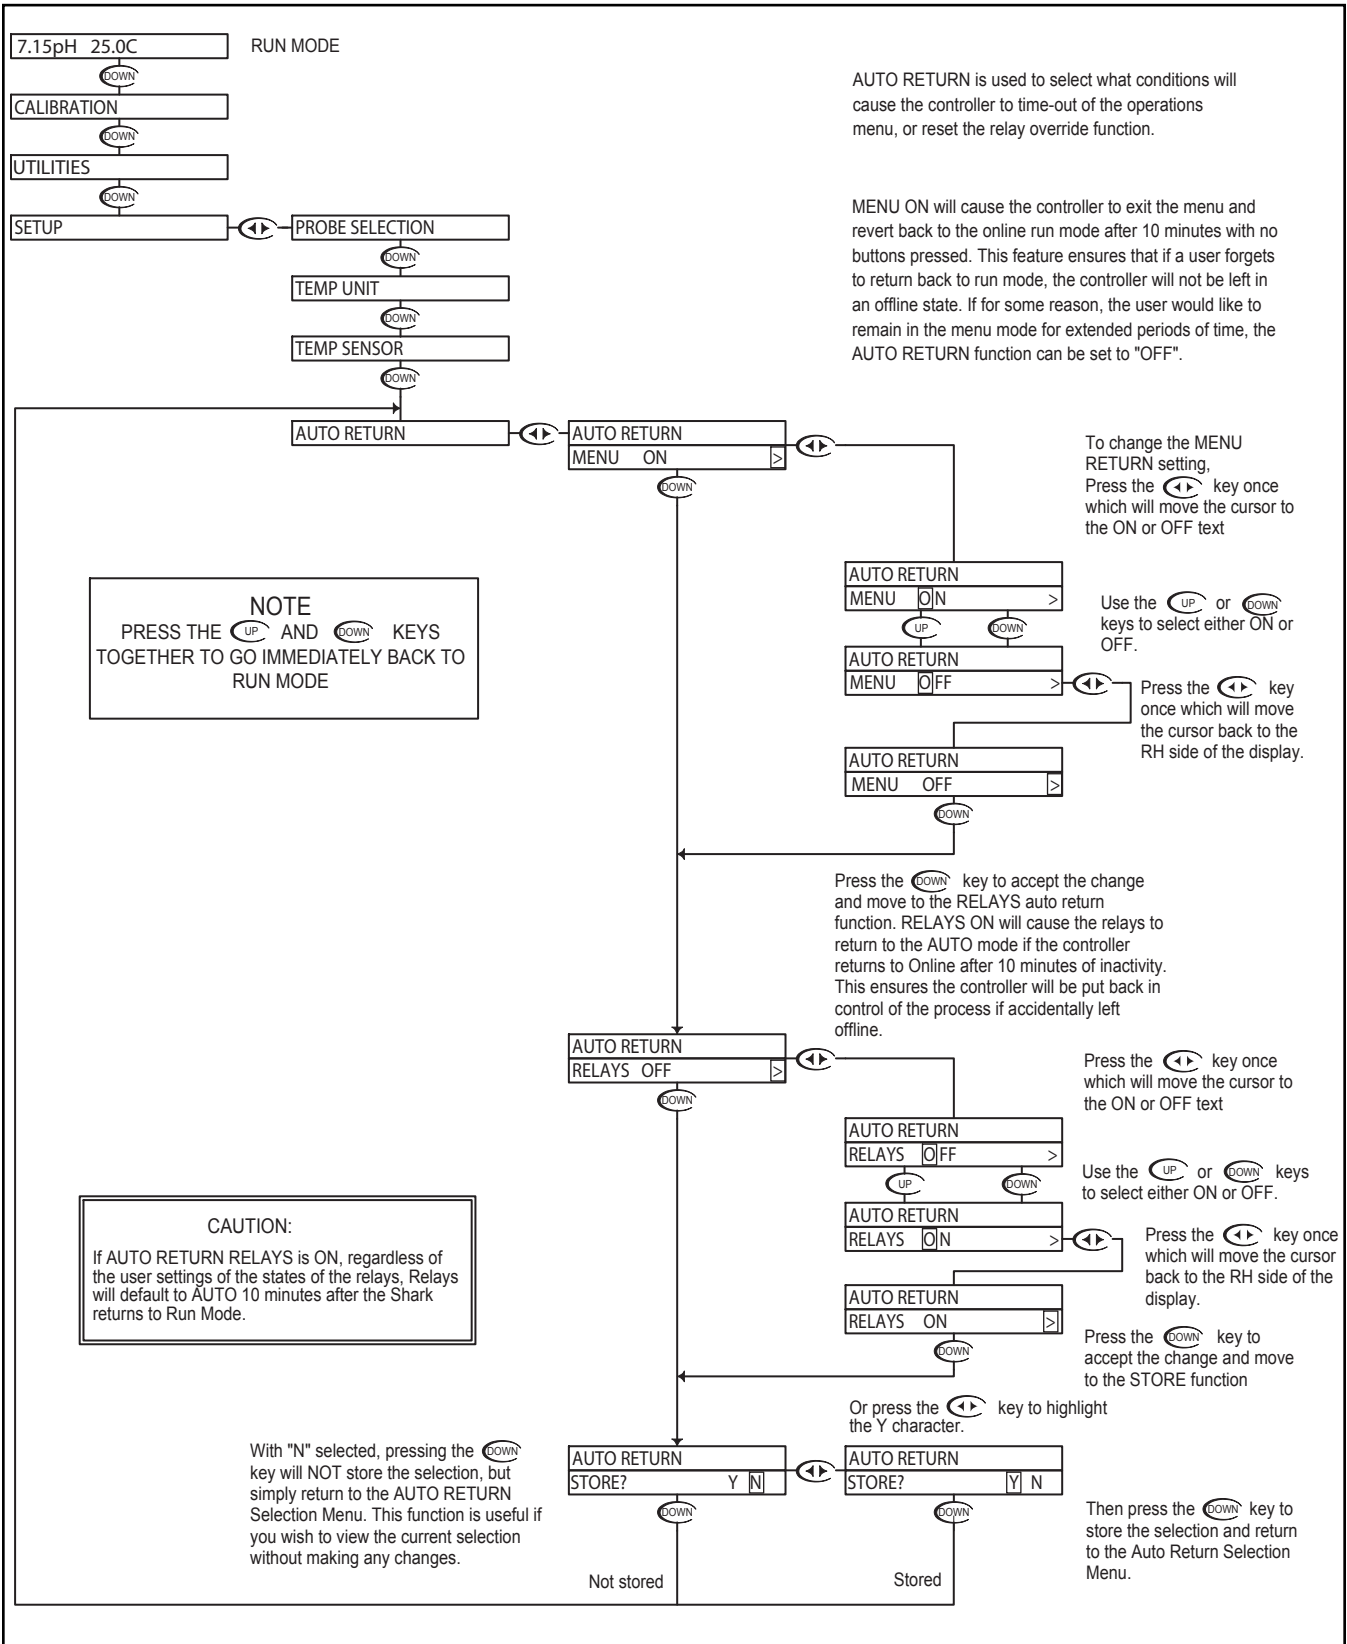 7.15pH 25.0C
RUN MODE
DOWN
CALIBRATION
DOWN
UTILITIES
DOWN
SETUP
PROBE SELECTION
DOWN
TEMP UNIT
DOWN
TEMP SENSOR
DOWN
AUTO RETURN
AUTO RETURN is used to select what conditions will
cause the controller to time-out of the operations
menu, or reset the relay override function.
MENU ON will cause the controller to exit the menu and
revert back to the online run mode after 10 minutes with no
buttons pressed. This feature ensures that if a user forgets
to return back to run mode, the controller will not be left in
an offline state. If for some reason, the user would like to
remain in the menu mode for extended periods of time, the
AUTO RETURN function can be set to "OFF".
AUTO RETURN
MENU ON >
DOWN
To change the MENU
RETURN setting,
Press the key once
which will move the cursor to
the ON or OFF text
AUTO RETURN
MENU ON >
UP DOWN
AUTO RETURN
MENU OFF >
Use the UP or DOWN
keys to select either ON or
OFF.
Press the key
once which will move
the cursor back to the
RH side of the display.
AUTO RETURN
MENU OFF >
DOWN
NOTE
PRESS THE UP AND DOWN KEYS
TOGETHER TO GO IMMEDIATELY BACK TO
RUN MODE
Press the DOWN key to accept the change
and move to the RELAYS auto return
function. RELAYS ON will cause the relays to
return to the AUTO mode if the controller
returns to Online after 10 minutes of inactivity.
This ensures the controller will be put back in
control of the process if accidentally left
offline.
AUTO RETURN
RELAYS OFF >
DOWN
Press the key once
which will move the cursor to
the ON or OFF text
AUTO RETURN
RELAYS OFF >
UP DOWN
AUTO RETURN
RELAYS ON >
Use the UP or DOWN keys
to select either ON or OFF.
Press the key once
which will move the cursor
back to the RH side of the
display.
AUTO RETURN
RELAYS ON >
DOWN
Press the DOWN key to
accept the change and move
to the STORE function
CAUTION:
If AUTO RETURN RELAYS is ON, regardless of
the user settings of the states of the relays, Relays
will default to AUTO 10 minutes after the Shark
returns to Run Mode.
Or press the key to highlight
the Y character.
With "N" selected, pressing the DOWN
key will NOT store the selection, but
simply return to the AUTO RETURN
Selection Menu. This function is useful if
you wish to view the current selection
without making any changes.
AUTO RETURN
STORE? Y N
DOWN
Not stored
AUTO RETURN
STORE? Y N
DOWN
Stored
Then press the DOWN key to
store the selection and return
to the Auto Return Selection
Menu.